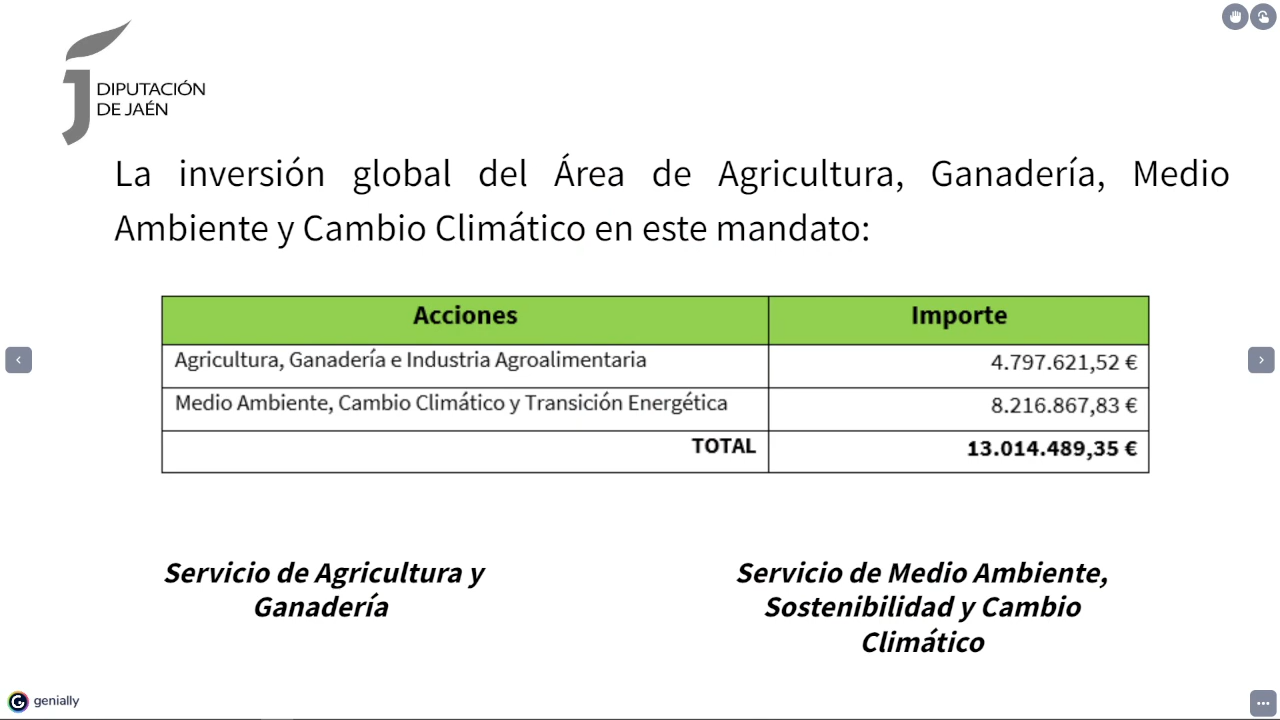 DIPUTACIÓN
DE JAÉN
La inversión global del Área de Agricultura, Ganadería, Medio
Ambiente y Cambio Climático en este mandato:
Acciones Importe
Agricultura, Ganadería e Industria Agroalimentaria 4.797.621,52 €
Medio Ambiente, Cambio Climático y Transición Energética 8.216.867,83 €
TOTAL 13.014.489,35 €
Servicio de Agricultura y
Ganadería
Servicio de Medio Ambiente,
Sostenibilidad y Cambio
Climático
genially